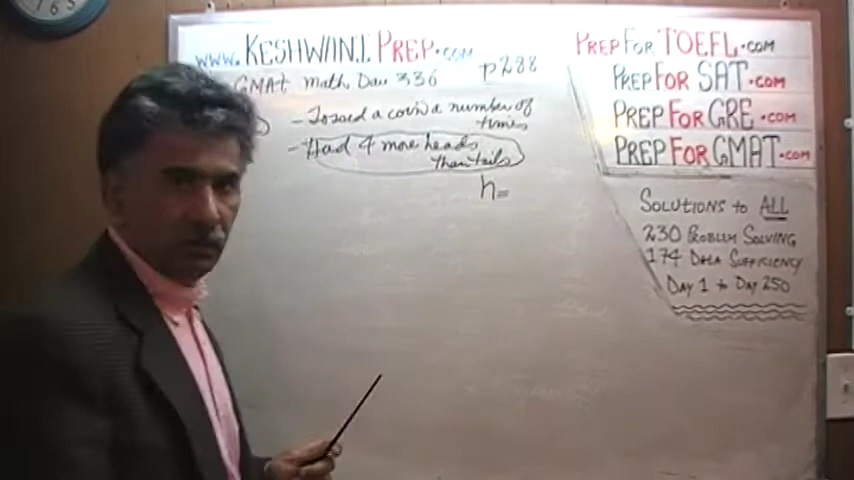 www. KESHWANI PREP.com
GMAT Math Day 336 p288
- Tossed a coin a number of
times
- Had 4 more heads
than tails
h=
PREP FOR TOEFL.com
PREP FOR SAT.com
PREP FOR GRE.com
PREP FOR GMAT.com
SOLUTIONS to ALL
230 PROBLEM SOLVING
174 DATA SUFFICIENCY
DAY 1 to DAY 250